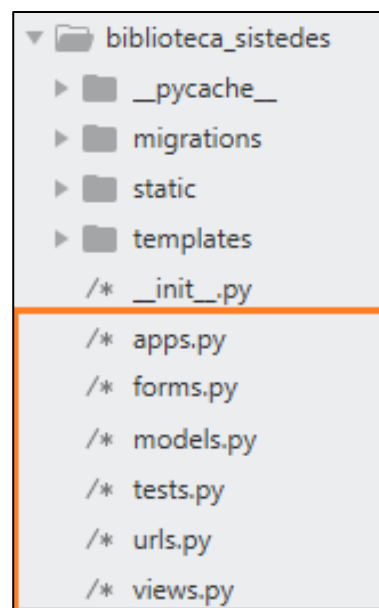 biblioteca_sistedes
__pycache__
migrations
static
templates
/* __init__.py
/* apps.py
/* forms.py
/* models.py
/* tests.py
/* urls.py
/* views.py